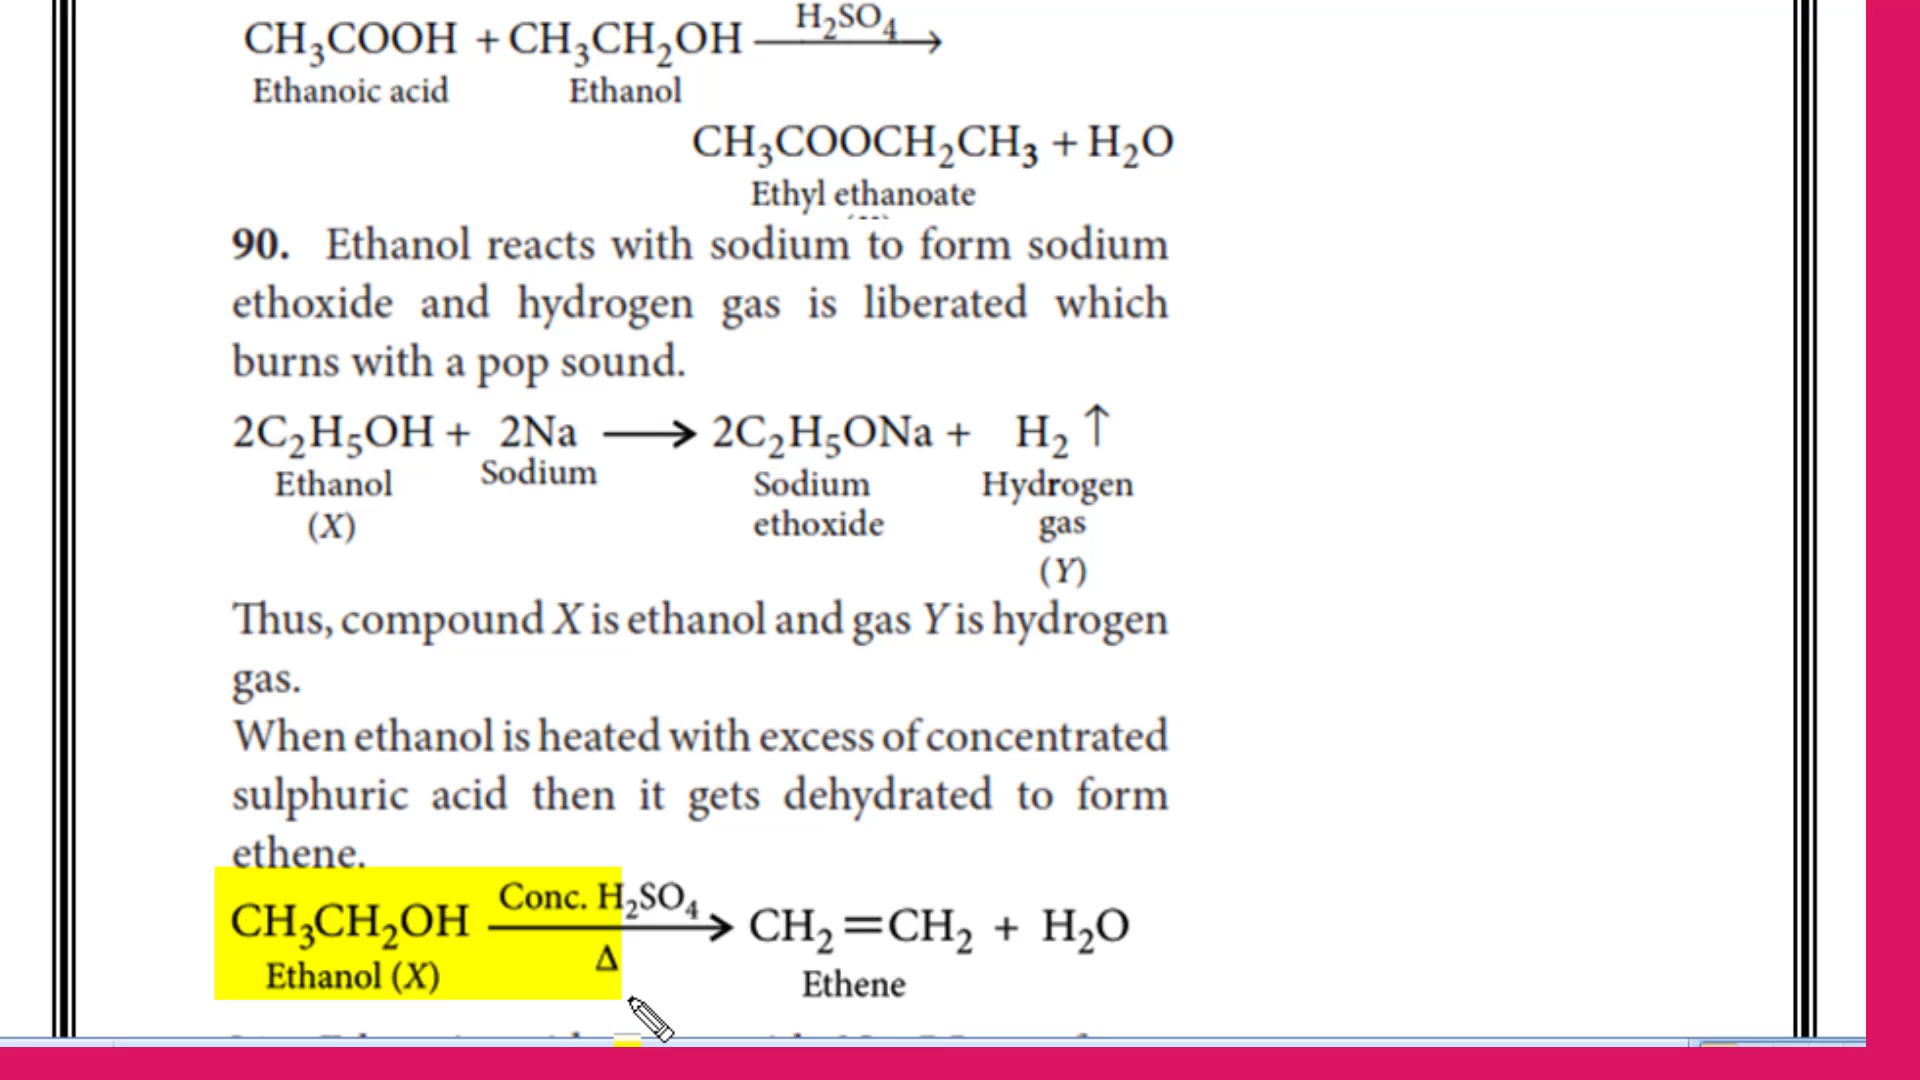 H₂SO₄
CH₃COOH + CH₃CH₂OH ⟶
Ethanoic acid Ethanol
CH₃COOCH₂CH₃ + H₂O
Ethyl ethanoate
90. Ethanol reacts with sodium to form sodium
ethoxide and hydrogen gas is liberated which
burns with a pop sound.
2C₂H₅OH + 2Na ⟶ 2C₂H₅ONa + H₂ ↑
Ethanol Sodium Sodium Hydrogen
(X) ethoxide gas
(Y)
Thus, compound X is ethanol and gas Y is hydrogen
gas.
When ethanol is heated with excess of concentrated
sulphuric acid then it gets dehydrated to form
ethene.
Conc. H₂SO₄
CH₃CH₂OH ⟶ CH₂=CH₂ + H₂O
Δ
Ethanol (X) Ethene